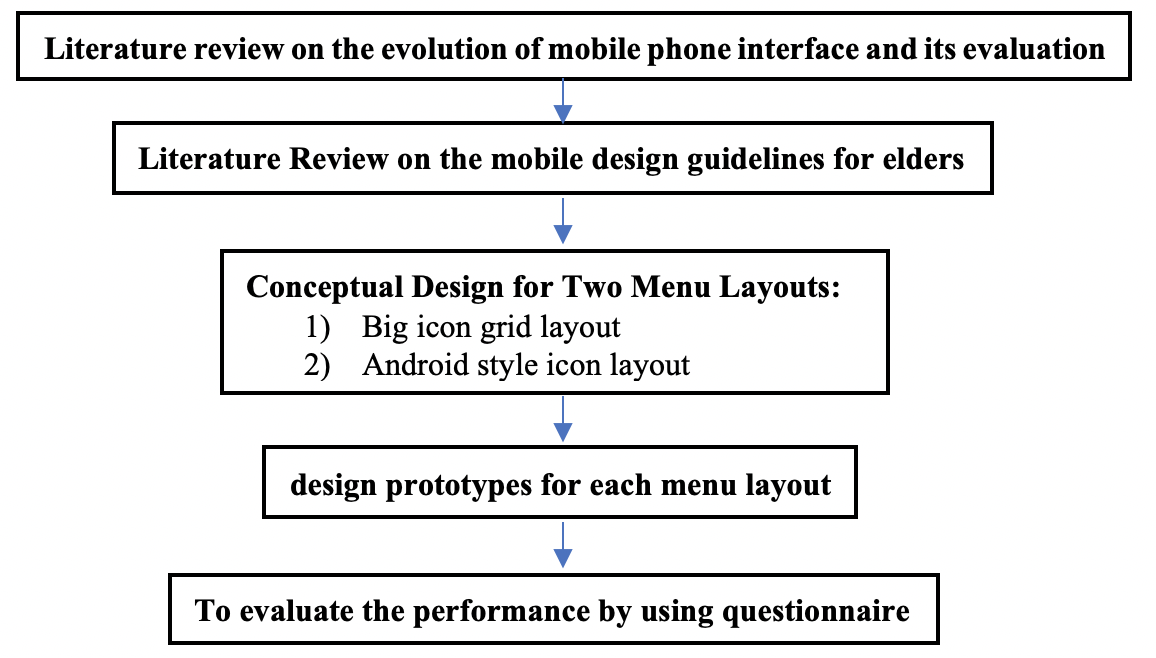 Literature review on the evolution of mobile phone interface and its evaluation
Literature Review on the mobile design guidelines for elders
Conceptual Design for Two Menu Layouts:
1) Big icon grid layout
2) Android style icon layout
design prototypes for each menu layout
To evaluate the performance by using questionnaire